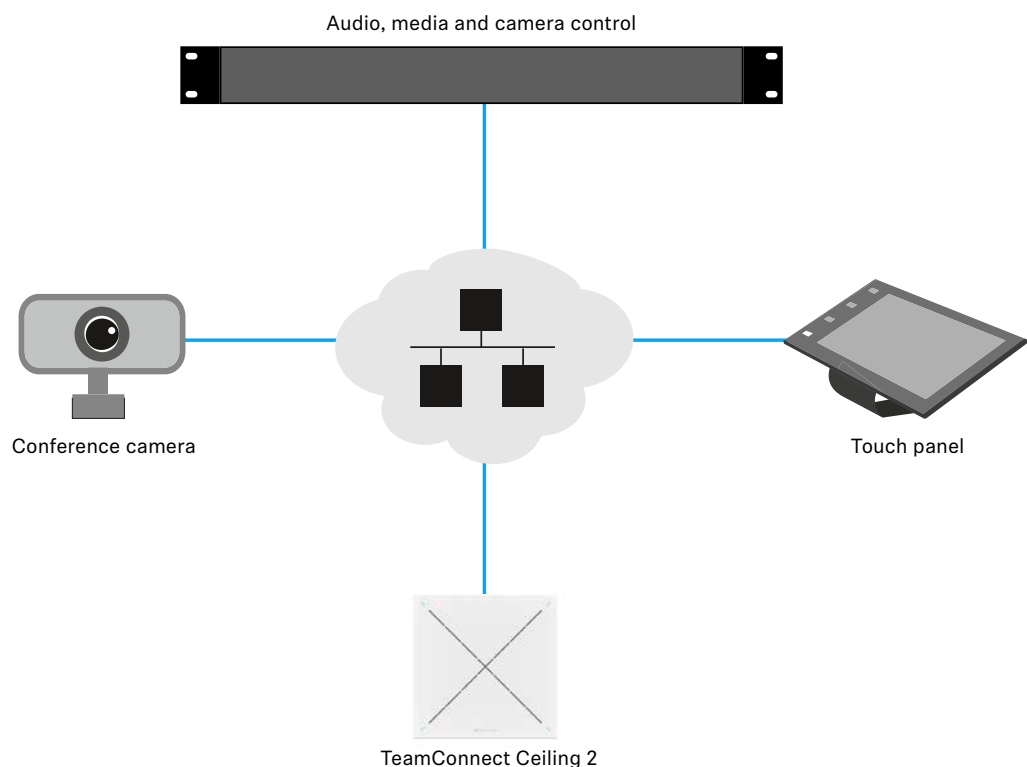 Audio, media and camera control
Conference camera
Touch panel
TeamConnect Ceiling 2